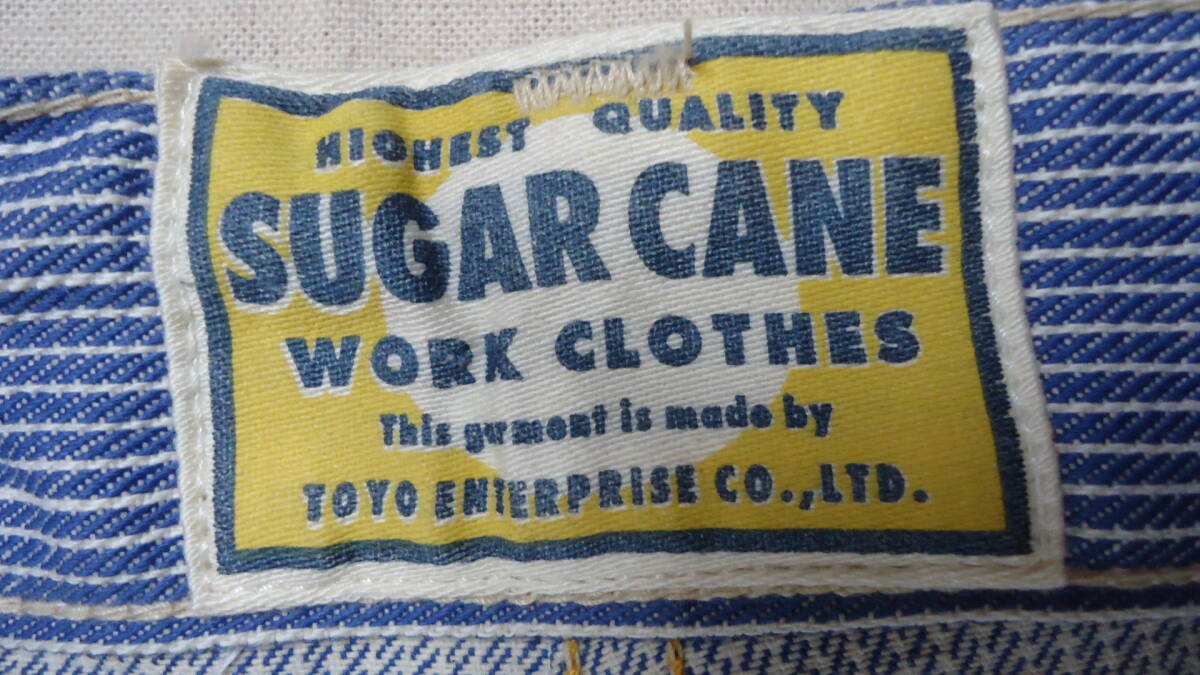 HIGHEST QUALITY
SUGAR CANE
WORK CLOTHES
This garment is made by
TOYO ENTERPRISE CO.,LTD.